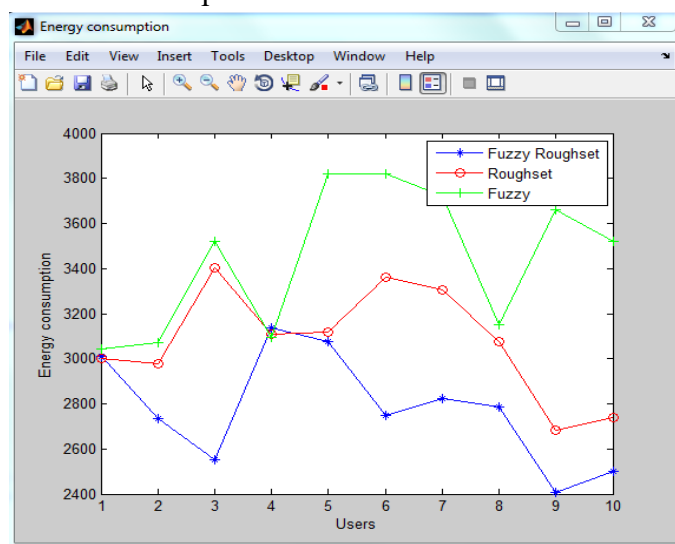 Energy consumption
File Edit View Insert Tools Desktop Window Help
4000
3800
3600
3400
3200
3000
2800
2600
2400
Energy consumption
1 2 3 4 5 6 7 8 9 10
Users
Fuzzy Roughset
Roughset
Fuzzy